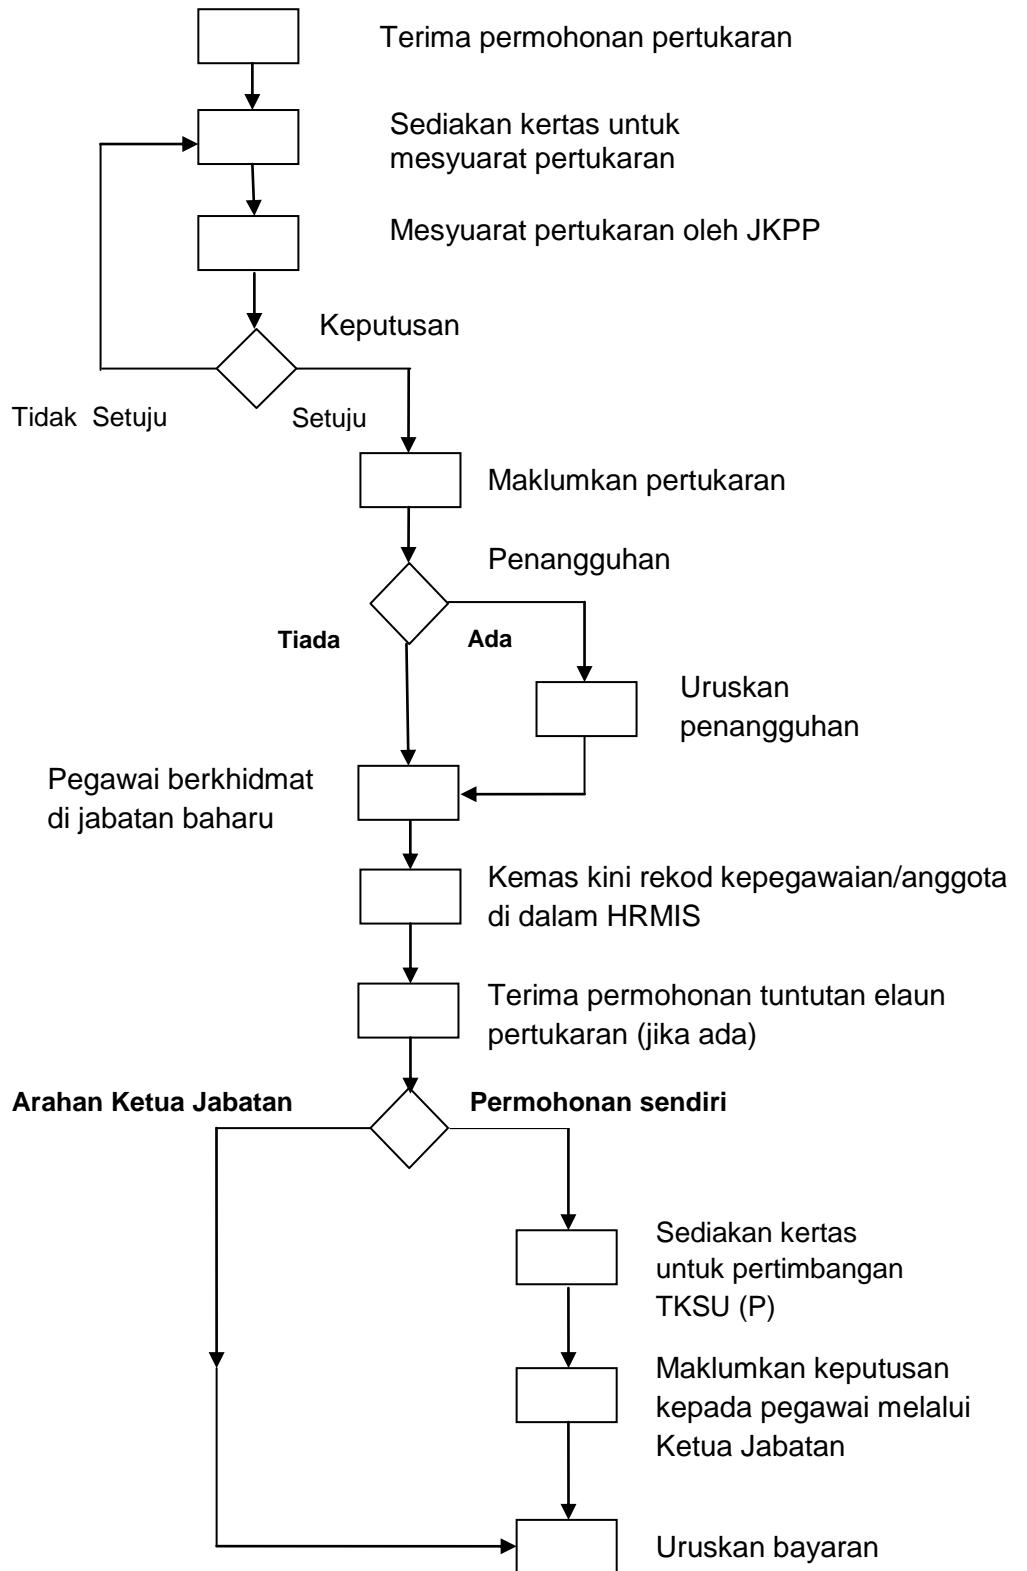 Terima permohonan pertukaran
Sediakan kertas untuk
mesyuarat pertukaran
Mesyuarat pertukaran oleh JKPP
Keputusan
Tidak Setuju
Setuju
Maklumkan pertukaran
Penangguhan
Tiada
Ada
Uruskan
penangguhan
Pegawai berkhidmat
di jabatan baharu
Kemas kini rekod kepegawaian/anggota
di dalam HRMIS
Terima permohonan tuntutan elaun
pertukaran (jika ada)
Arahan Ketua Jabatan
Permohonan sendiri
Sediakan kertas
untuk pertimbangan
TKSU (P)
Maklumkan keputusan
kepada pegawai melalui
Ketua Jabatan
Uruskan bayaran